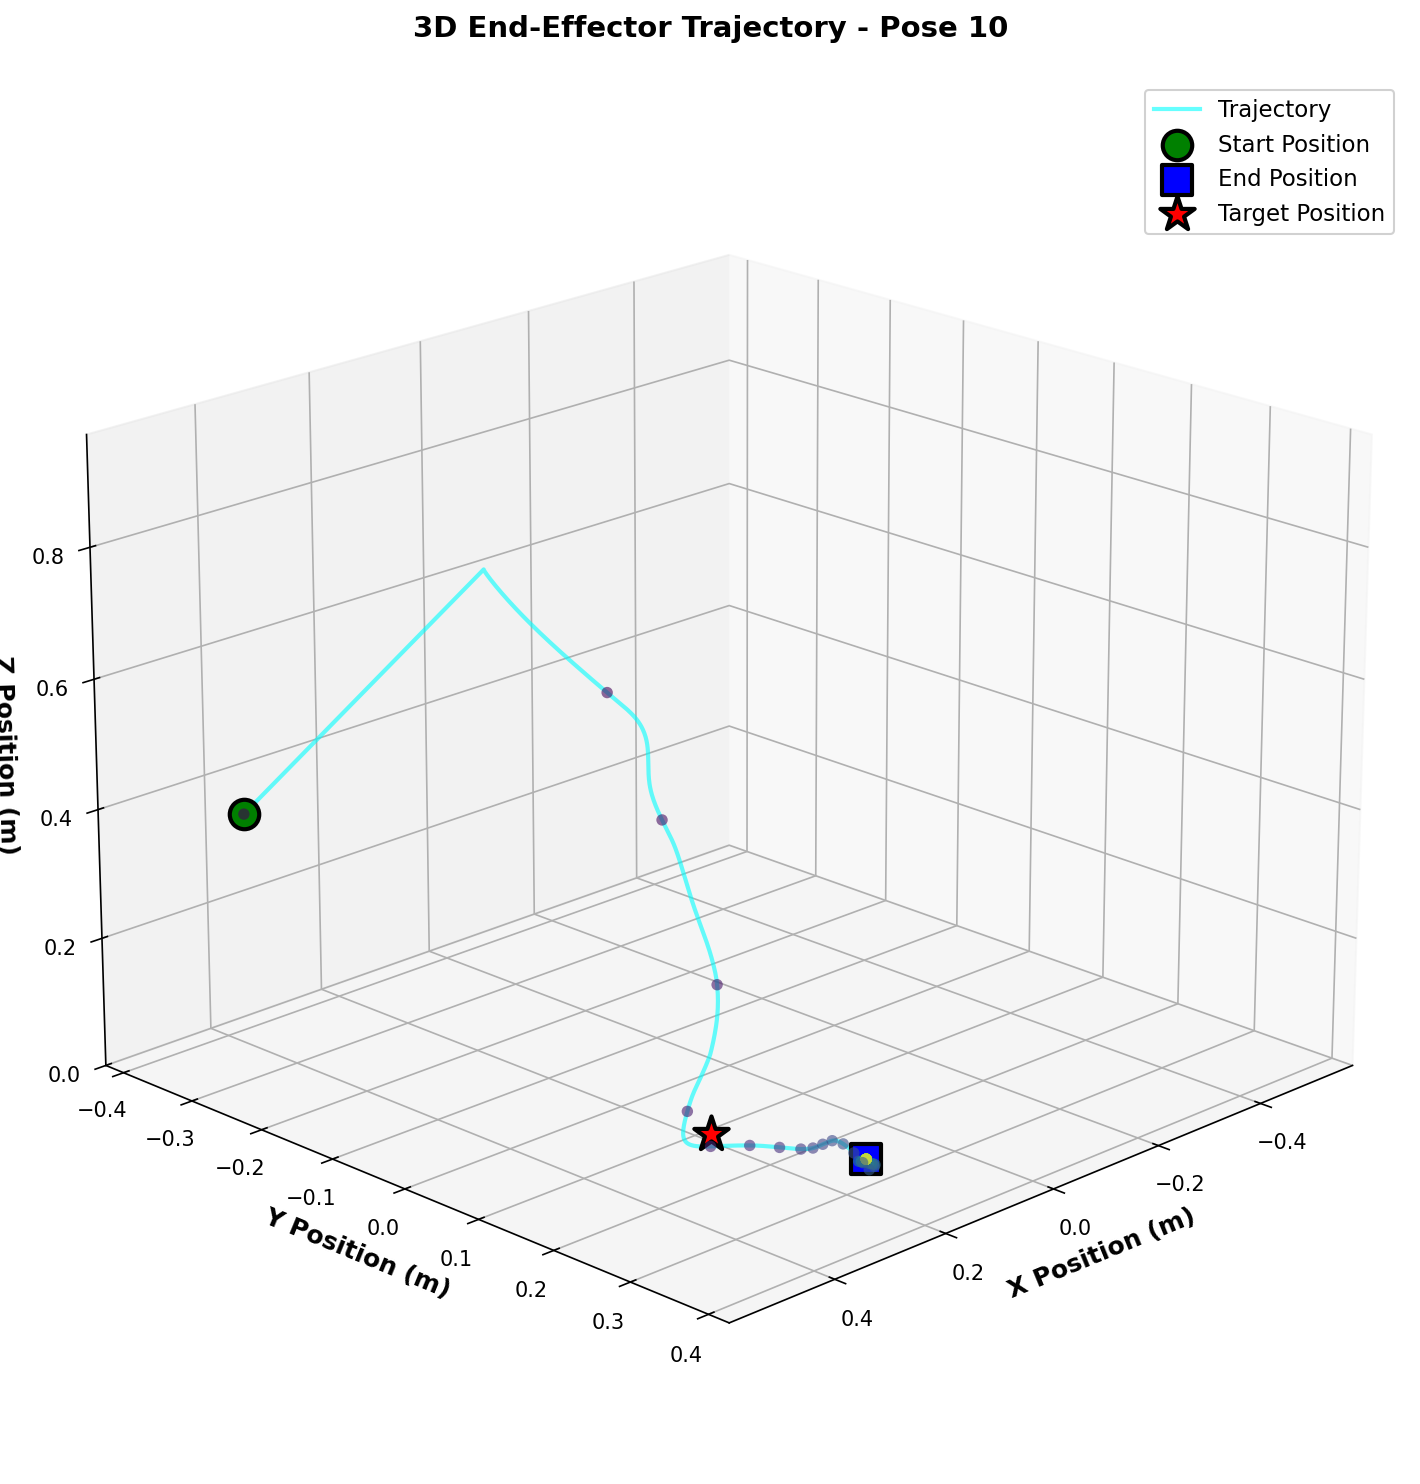 3D End-Effector Trajectory - Pose 10
Trajectory
Start Position
End Position
Target Position
0.8
0.6
0.4
0.2
0.0
Z Position (m)
−0.4
−0.3
−0.2
−0.1
0.0
0.1
0.2
0.3
0.4
Y Position (m)
0.4
0.2
0.0
−0.2
−0.4
X Position (m)